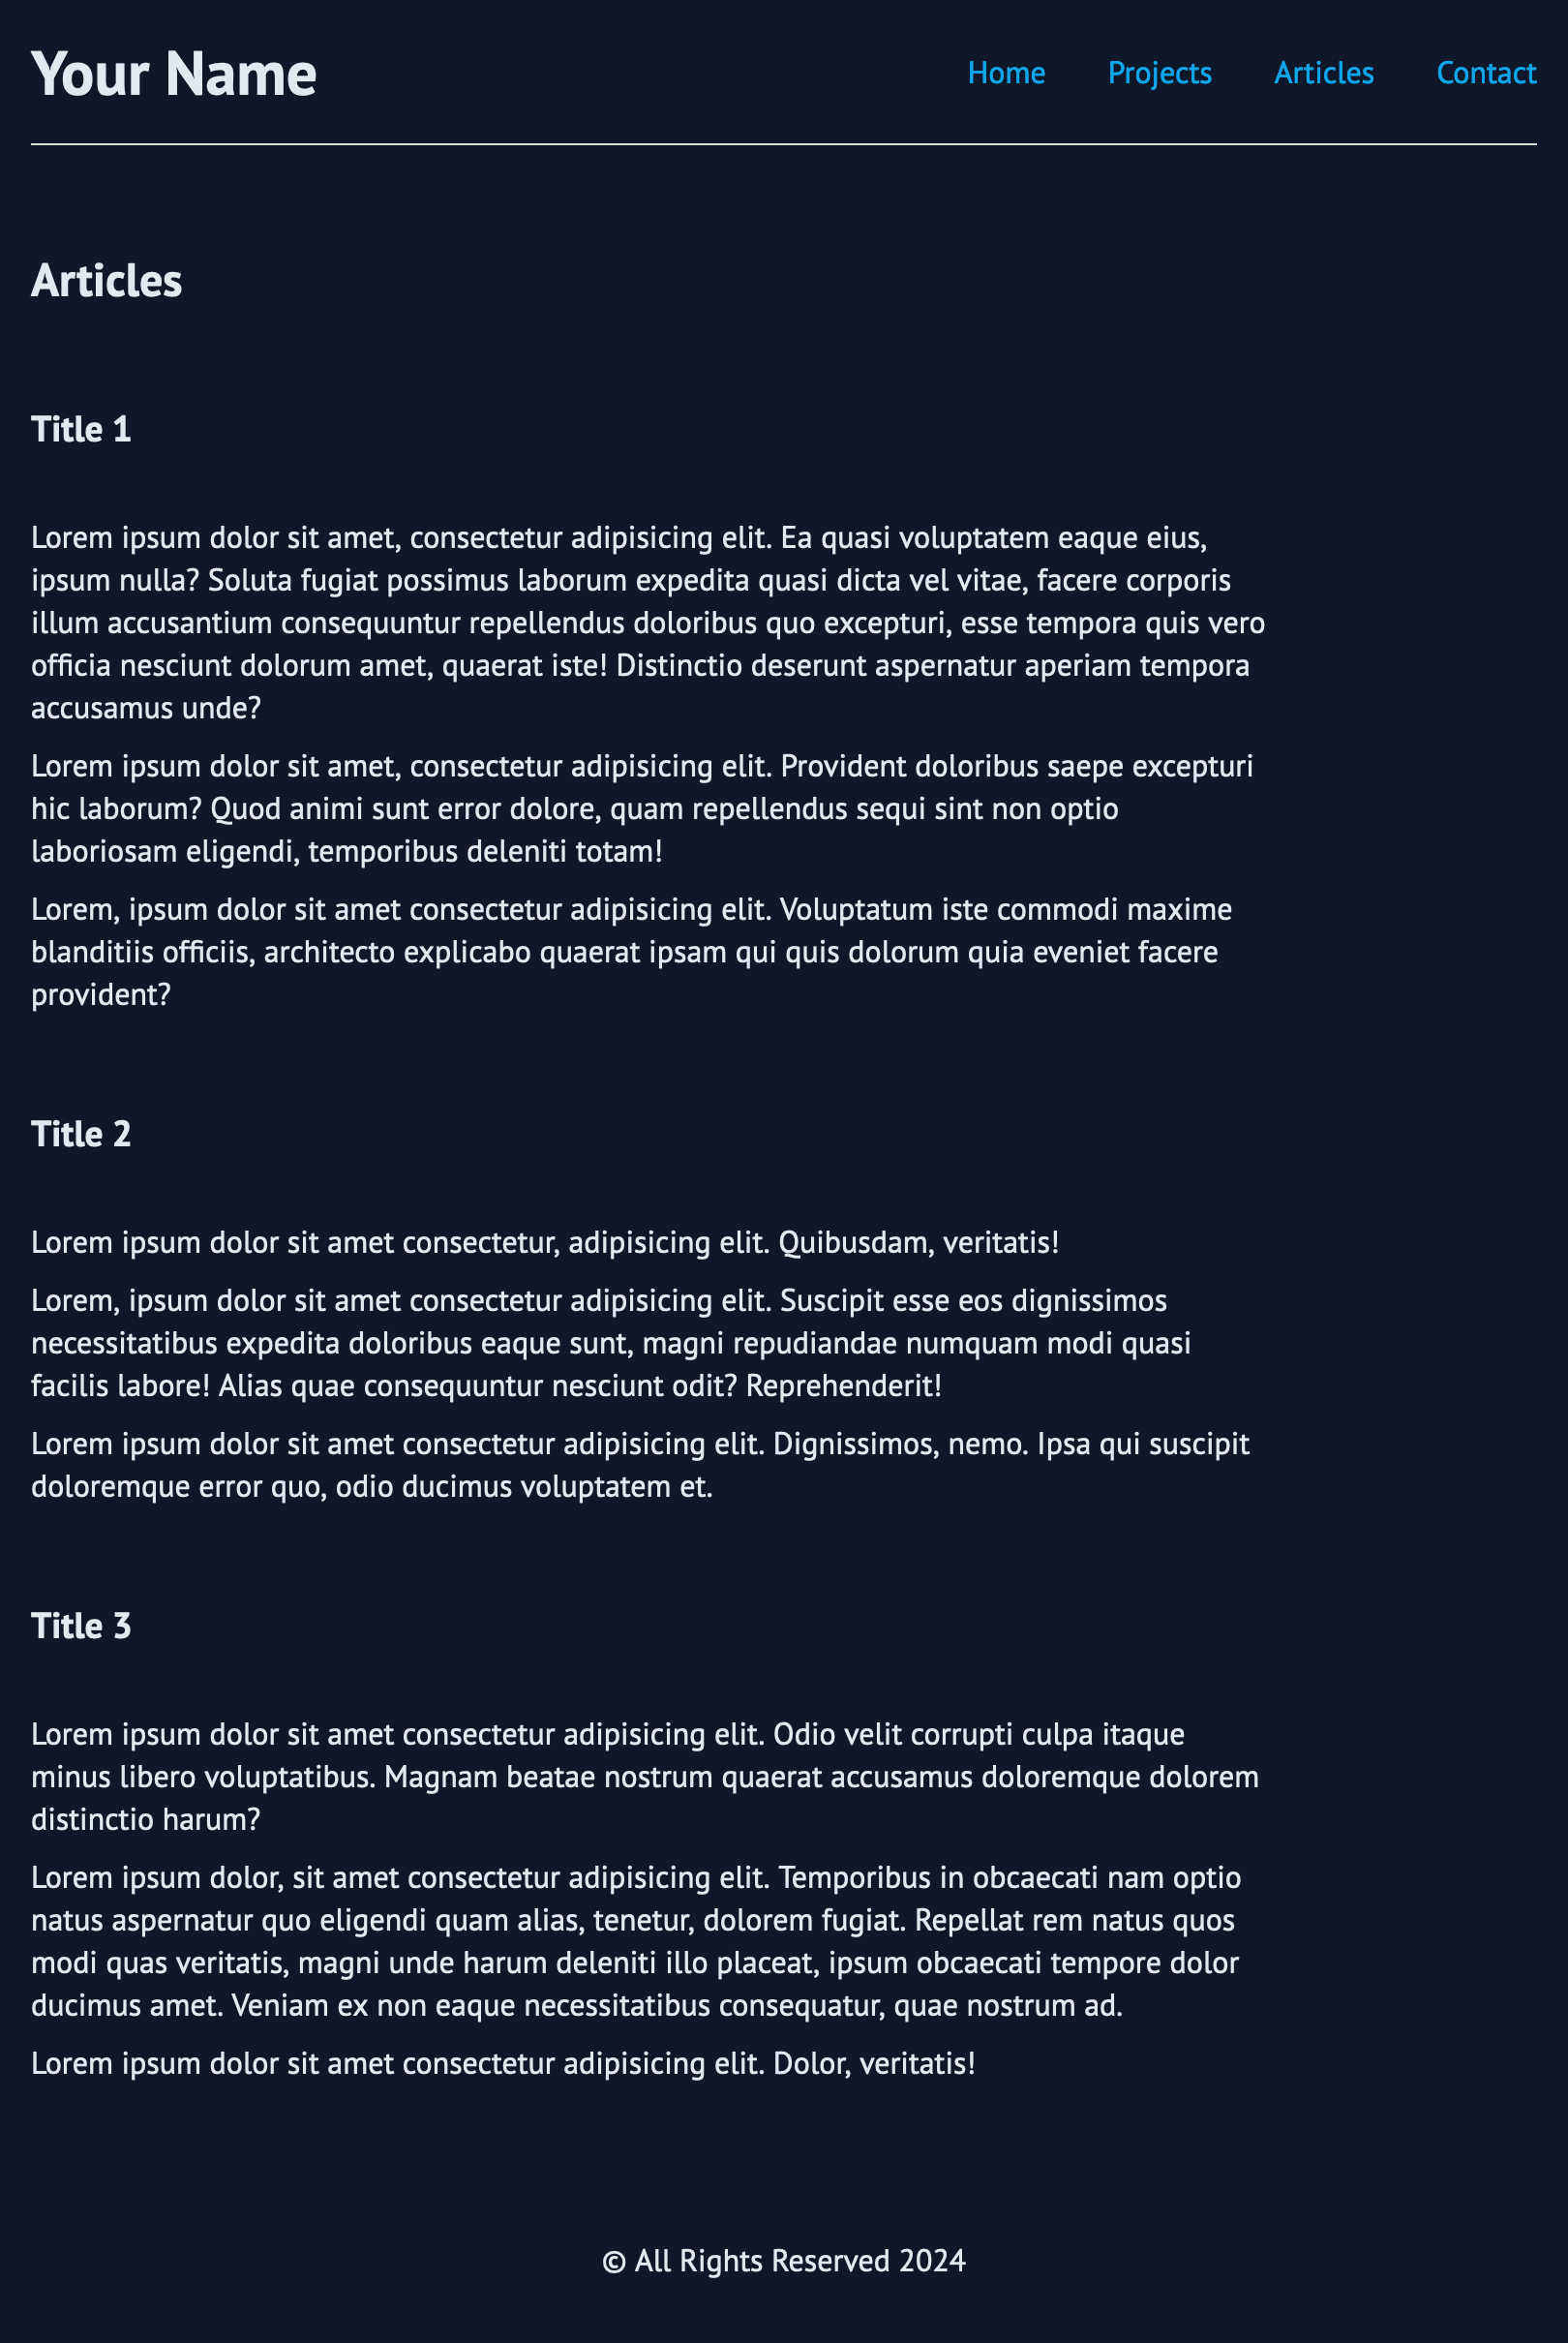 Your Name
Home Projects Articles Contact
Articles
Title 1
Lorem ipsum dolor sit amet, consectetur adipisicing elit. Ea quasi voluptatem eaque eius,
ipsum nulla? Soluta fugiat possimus laborum expedita quasi dicta vel vitae, facere corporis
illum accusantium consequuntur repellendus doloribus quo excepturi, esse tempora quis vero
officia nesciunt dolorum amet, quaerat iste! Distinctio deserunt aspernatur aperiam tempora
accusamus unde?
Lorem ipsum dolor sit amet, consectetur adipisicing elit. Provident doloribus saepe excepturi
hic laborum? Quod animi sunt error dolore, quam repellendus sequi sint non optio
laboriosam eligendi, temporibus deleniti totam!
Lorem, ipsum dolor sit amet consectetur adipisicing elit. Voluptatum iste commodi maxime
blanditiis officiis, architecto explicabo quaerat ipsam qui quis dolorum quia eveniet facere
provident?
Title 2
Lorem ipsum dolor sit amet consectetur, adipisicing elit. Quibusdam, veritatis!
Lorem, ipsum dolor sit amet consectetur adipisicing elit. Suscipit esse eos dignissimos
necessitatibus expedita doloribus eaque sunt, magni repudiandae numquam modi quasi
facilis labore! Alias quae consequuntur nesciunt odit? Reprehenderit!
Lorem ipsum dolor sit amet consectetur adipisicing elit. Dignissimos, nemo. Ipsa qui suscipit
doloremque error quo, odio ducimus voluptatem et.
Title 3
Lorem ipsum dolor sit amet consectetur adipisicing elit. Odio velit corrupti culpa itaque
minus libero voluptatibus. Magnam beatae nostrum quaerat accusamus doloremque dolorem
distinctio harum?
Lorem ipsum dolor, sit amet consectetur adipisicing elit. Temporibus in obcaecati nam optio
natus aspernatur quo eligendi quam alias, tenetur, dolorem fugiat. Repellat rem natus quos
modi quas veritatis, magni unde harum deleniti illo placeat, ipsum obcaecati tempore dolor
ducimus amet. Veniam ex non eaque necessitatibus consequatur, quae nostrum ad.
Lorem ipsum dolor sit amet consectetur adipisicing elit. Dolor, veritatis!
© All Rights Reserved 2024